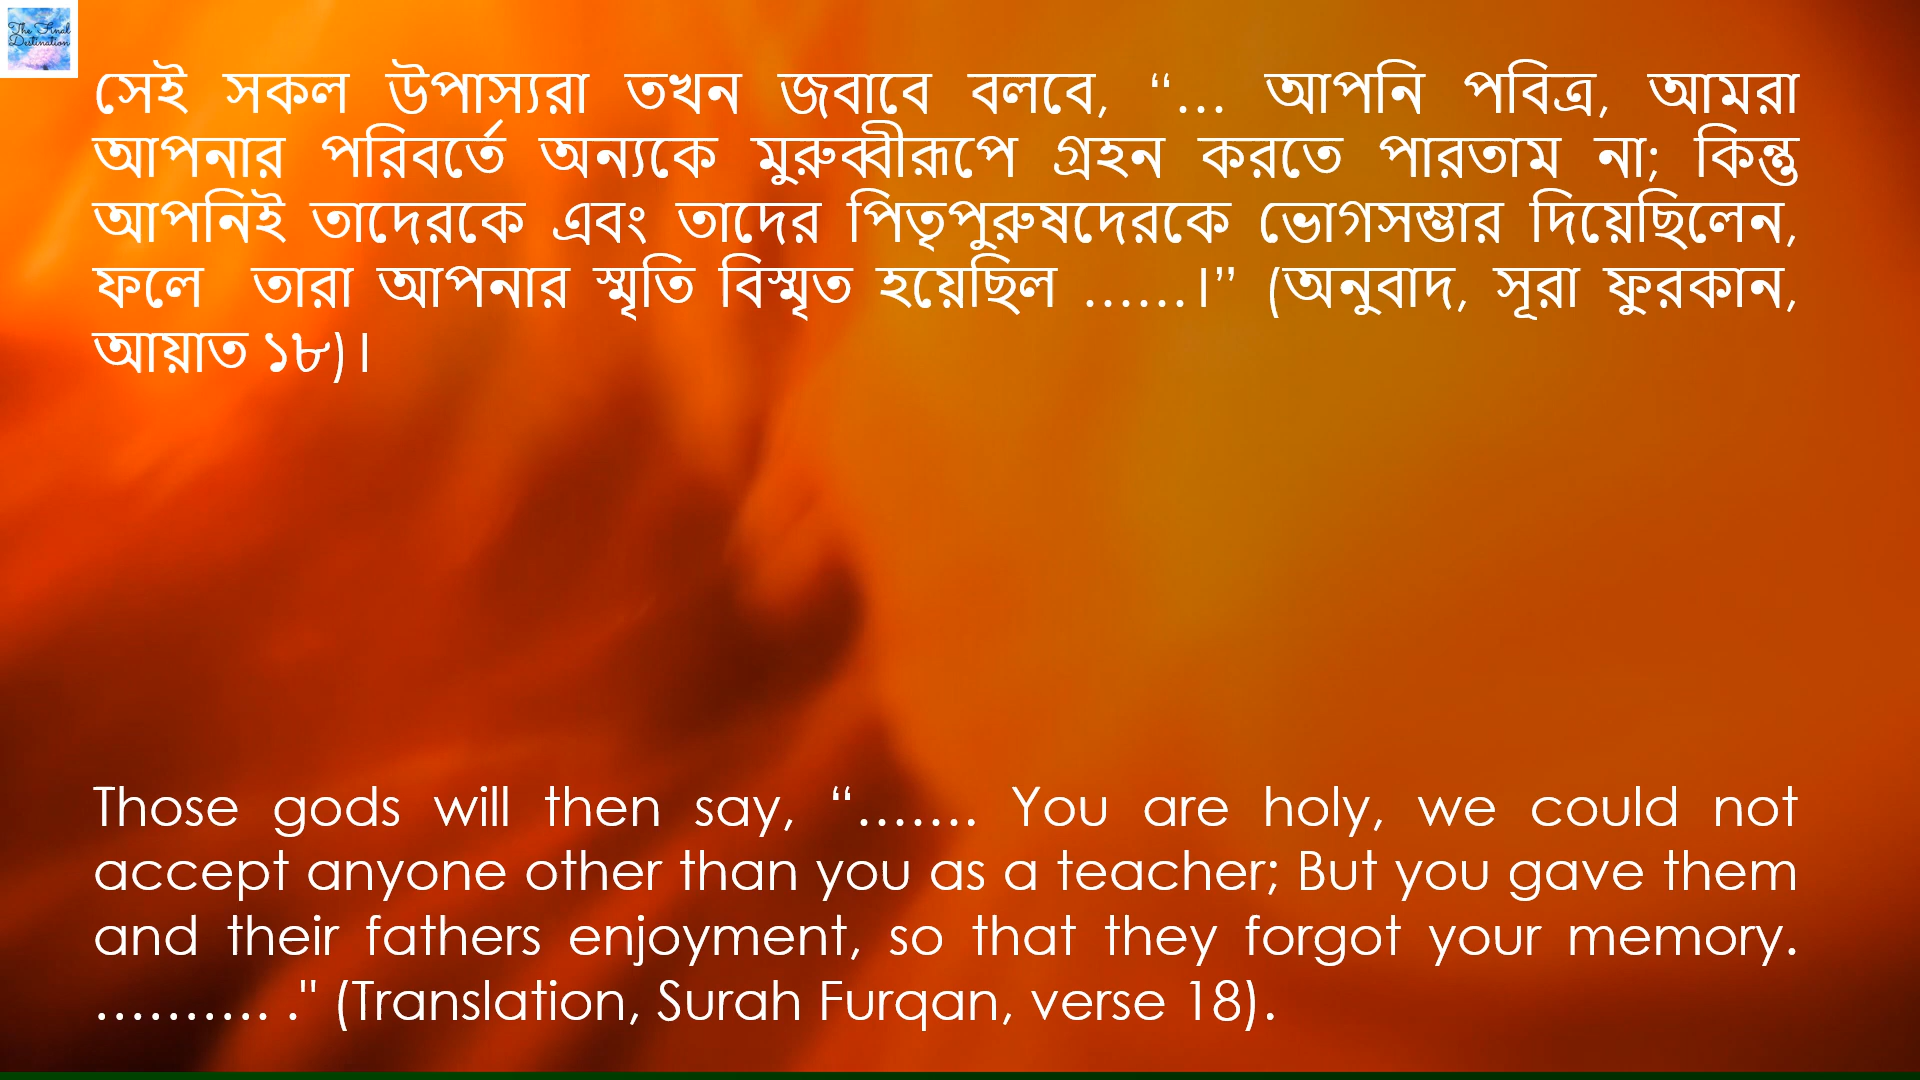 The Final
Destination
সেই সকল উপাস্যরা তখন জবাবে বলবে, “... আপনি পবিত্র, আমরা
আপনার পরিবর্তে অন্যকে মুরুব্বীরূপে গ্রহন করতে পারতাম না; কিন্তু
আপনিই তাদেরকে এবং তাদের পিতৃপুরুষদেরকে ভোগসম্ভার দিয়েছিলেন,
ফলে তারা আপনার স্মৃতি বিস্মৃত হয়েছিল ......।” (অনুবাদ, সূরা ফুরকান,
আয়াত ১৮)।
Those gods will then say, “....... You are holy, we could not
accept anyone other than you as a teacher; But you gave them
and their fathers enjoyment, so that they forgot your memory.
.......... ." (Translation, Surah Furqan, verse 18).